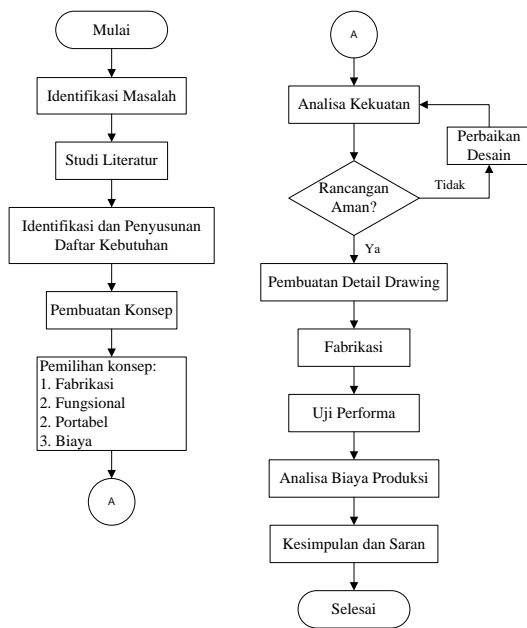 Mulai
Identifikasi Masalah
Studi Literatur
Identifikasi dan Penyusunan
Daftar Kebutuhan
Pembuatan Konsep
Pemilihan konsep:
1. Fabrikasi
2. Fungsional
2. Portabel
3. Biaya
A
A
Analisa Kekuatan
Perbaikan
Desain
Rancangan
Aman?
Tidak
Ya
Pembuatan Detail Drawing
Fabrikasi
Uji Performa
Analisa Biaya Produksi
Kesimpulan dan Saran
Selesai